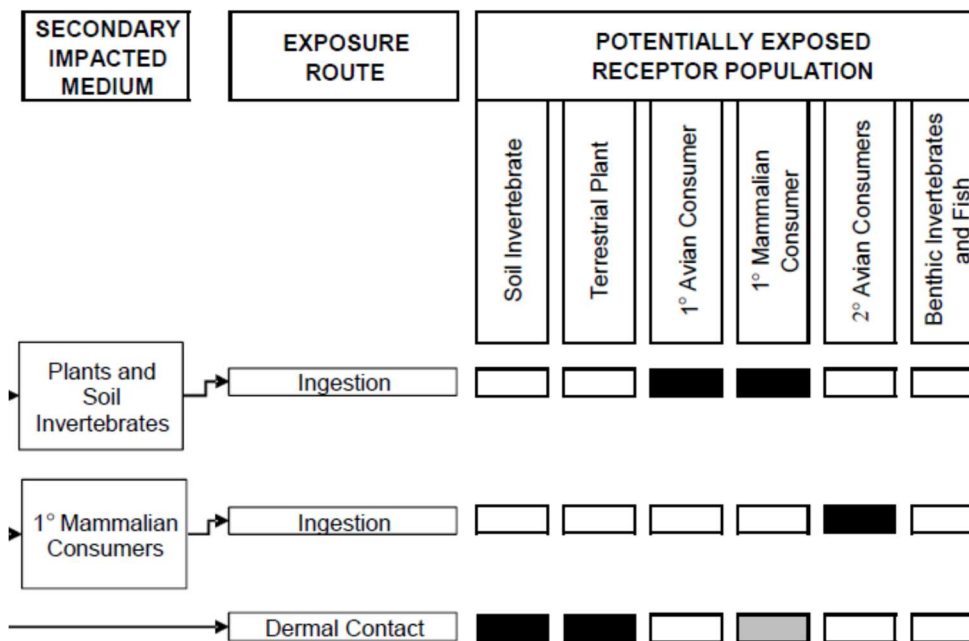 SECONDARY
IMPACTED
MEDIUM
EXPOSURE
ROUTE
POTENTIALLY EXPOSED
RECEPTOR POPULATION
Soil Invertebrate
Terrestrial Plant
1° Avian Consumer
1° Mammalian
Consumer
2° Avian Consumers
Benthic Invertebrates
and Fish
Plants and
Soil
Invertebrates
Ingestion
1° Mammalian
Consumers
Ingestion
Dermal Contact